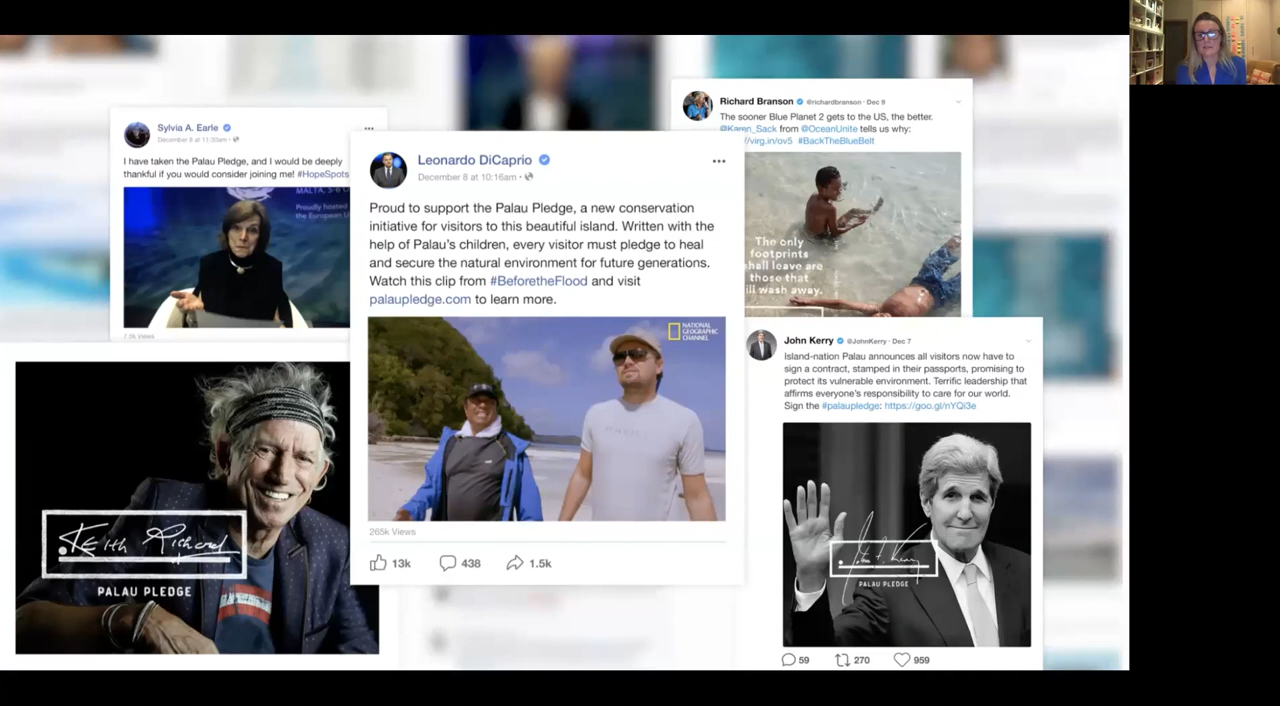 Sylvia A. Earle
December 8 at 11:30am
I have taken the Palau Pledge, and I would be deeply
thankful if you would consider joining me! #HopeSpots
MALTA, 5-6
Proudly hosted
the European U
7.5k Views
Leonardo DiCaprio
December 8 at 10:16am
Proud to support the Palau Pledge, a new conservation
initiative for visitors to this beautiful island. Written with the
help of Palau's children, every visitor must pledge to heal
and secure the natural environment for future generations.
Watch this clip from #BeforetheFlood and visit
palaupledge.com to learn more.
NATIONAL
GEOGRAPHIC
CHANNEL
265k Views
13k 438 1.5k
Richard Branson @richardbranson · Dec 9
The sooner Blue Planet 2 gets to the US, the better.
@Karen_Sack from @OceanUnite tells us why:
//virg.in/ov5 #BackTheBlueBelt
The only
footprints
hall leave are
those that
ill wash away.
John Kerry @JohnKerry · Dec 7
Island-nation Palau announces all visitors now have to
sign a contract, stamped in their passports, promising to
protect its vulnerable environment. Terrific leadership that
affirms everyone's responsibility to care for our world.
Sign the #palaupledge: https://goo.gl/nYQi3e
PALAU PLEDGE
59 270 959
Keith Richard
PALAU PLEDGE